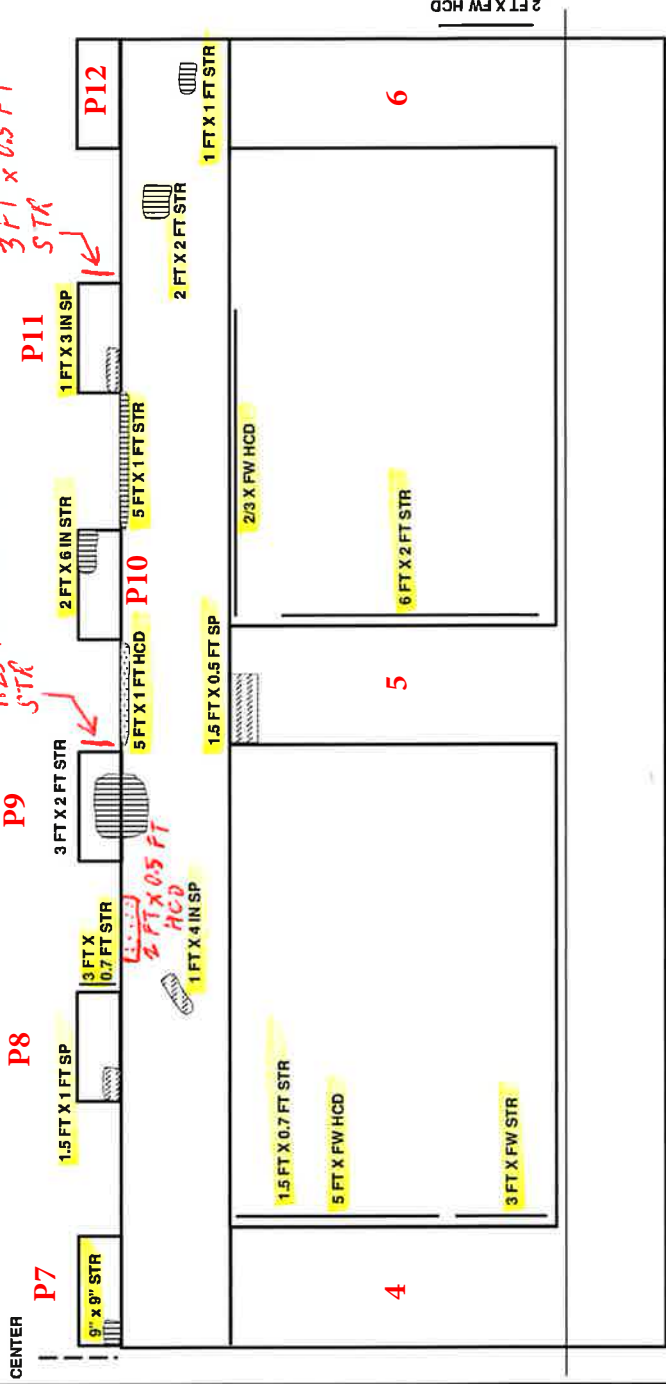 CENTER
P7
P8
P9
P10
P11
P12
9" x 9" STR
1.5 FT X 1 FT SP
3 FT X
0.7 FT STR
3 FT X 2 FT STR
STR
2 FT X 6 IN STR
1 FT X 3 IN SP
3 FT x 0.5 FT
STR
2 FT X 0.5 FT
HCD
1 FT X 4 IN SP
5 FT X 1 FT HCD
5 FT X 1 FT STR
2 FT X 2 FT STR
1 FT X 1 FT STR
1.5 FT X 0.5 FT SP
4
1.5 FT X 0.7 FT STR
5 FT X FW HCD
3 FT X FW STR
5
2/3 X FW HCD
6 FT X 2 FT STR
6
2 FT X FW HCD